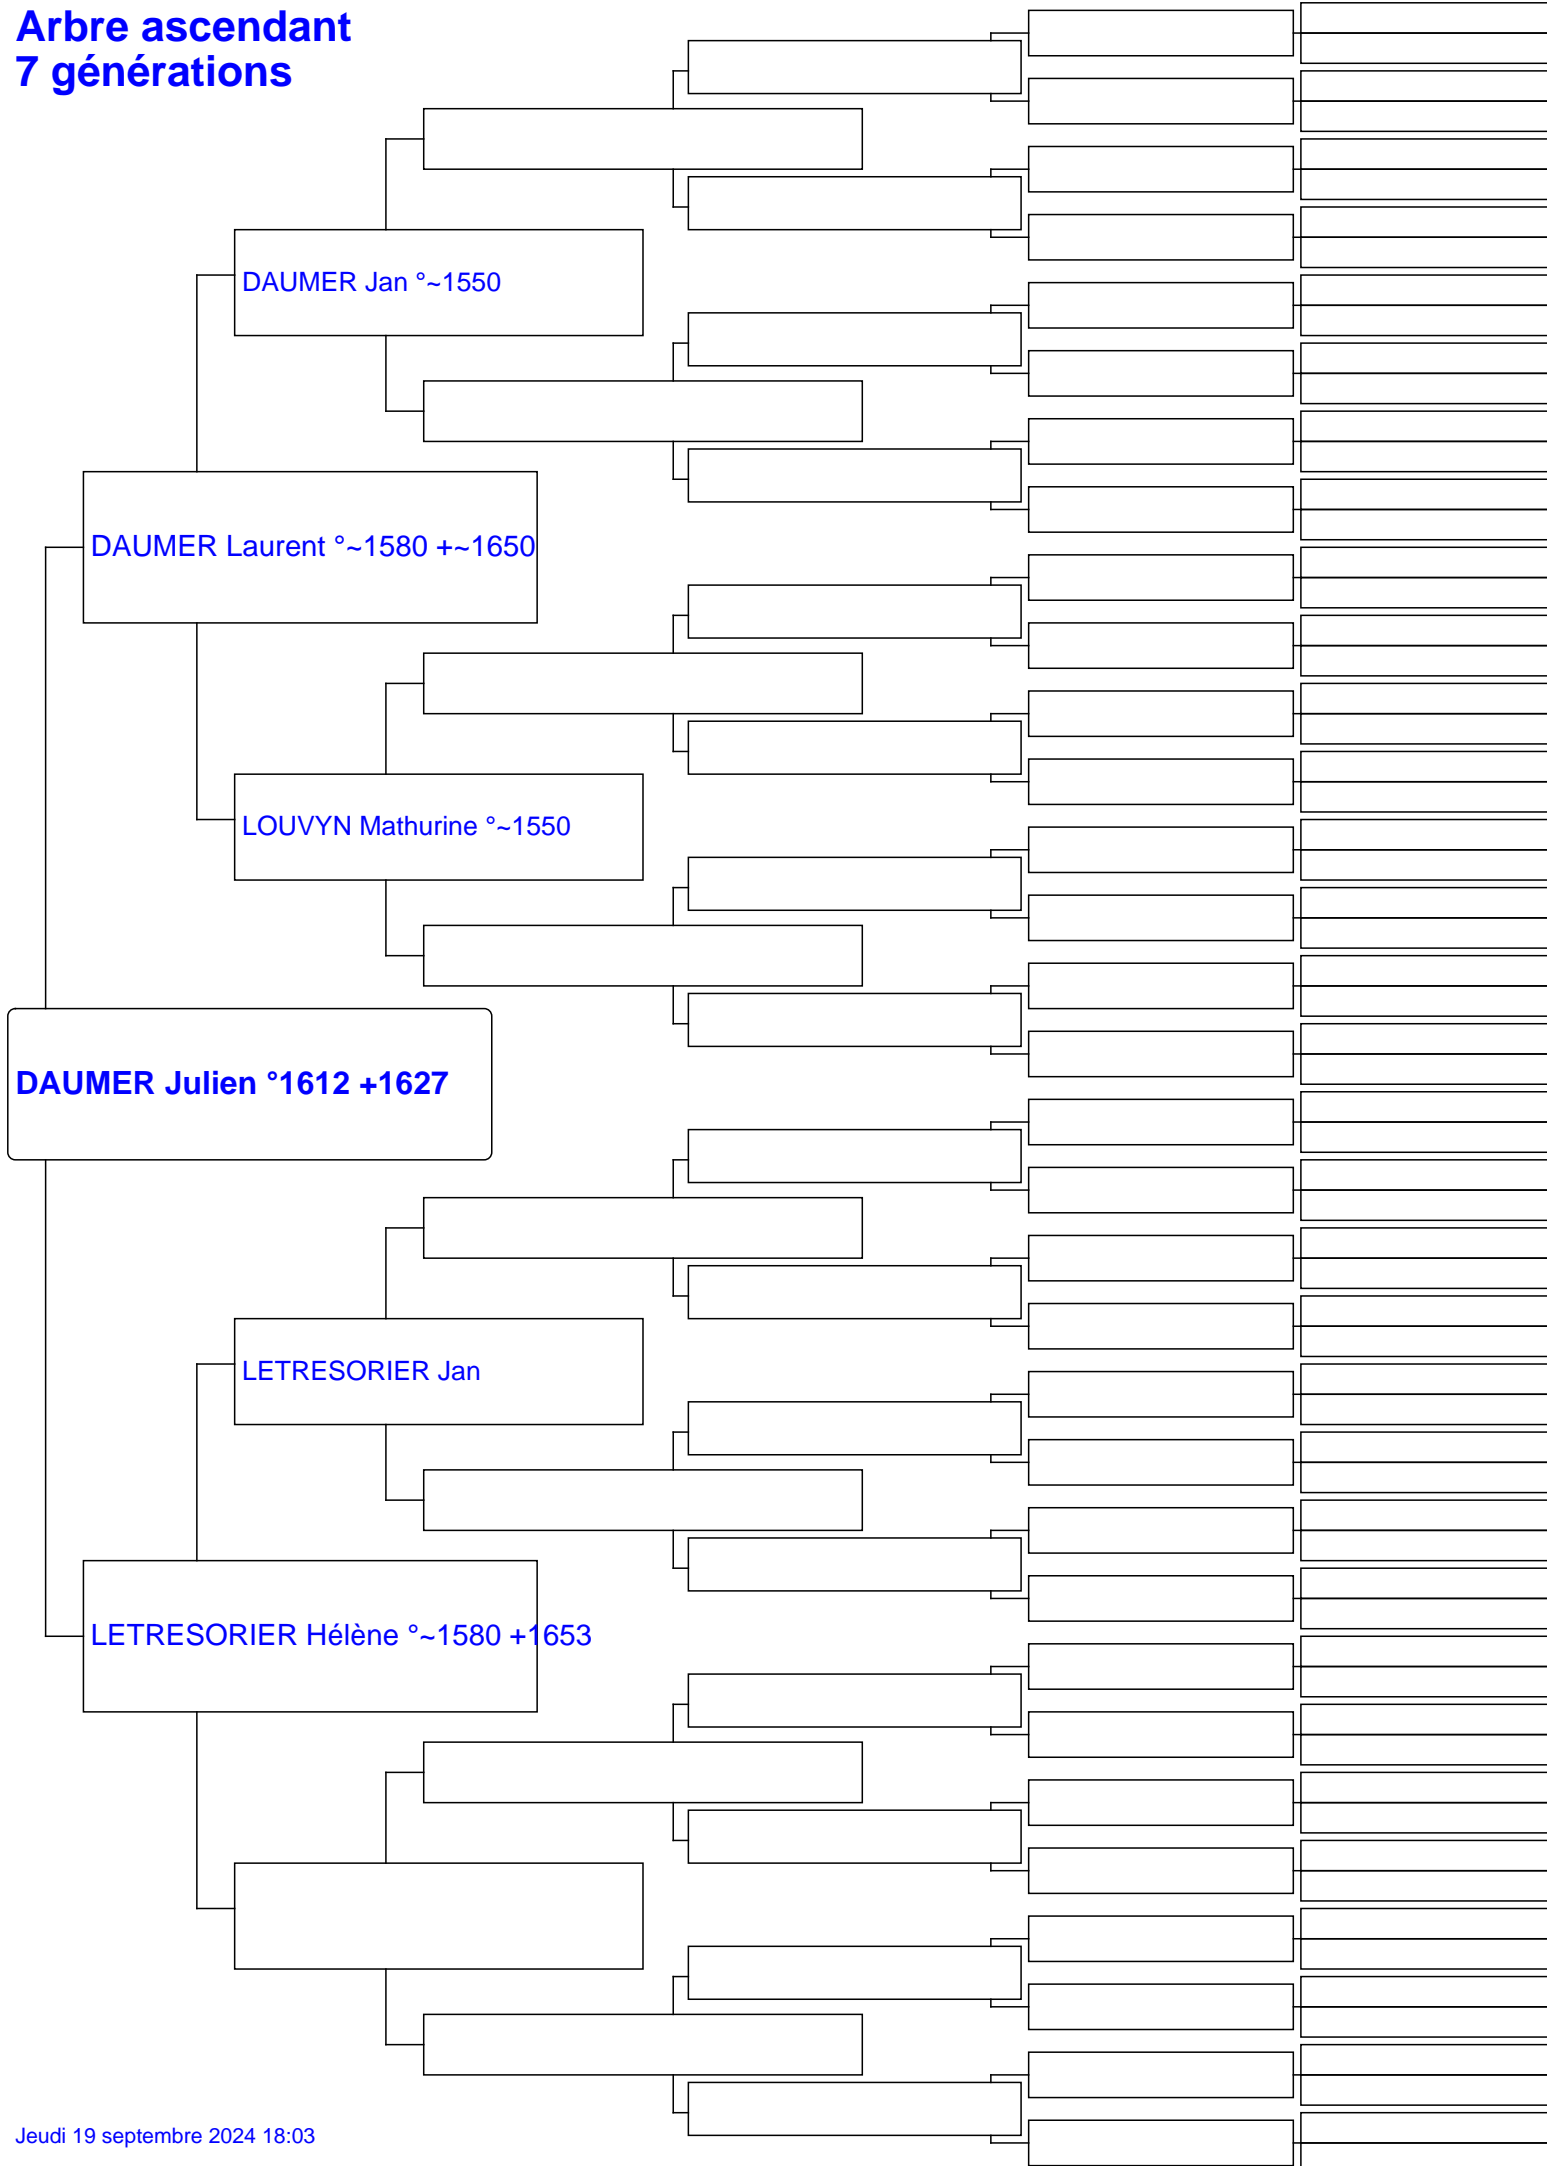 Arbre ascendant
7 générations
DAUMER Jan °~1550
DAUMER Laurent °~1580 +~1650
LOUVYN Mathurine °~1550
DAUMER Julien °1612 +1627
LETRESORIER Jan
LETRESORIER Hélène °~1580 +1653
Jeudi 19 septembre 2024 18:03